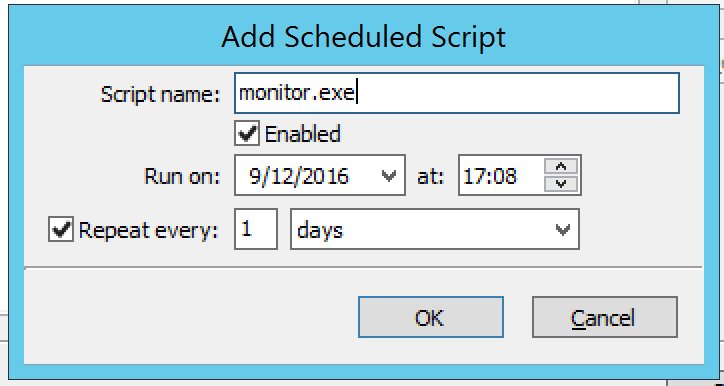 Add Scheduled Script
Script name: monitor.exe
Enabled
Run on: 9/12/2016 at: 17:08
Repeat every: 1 days
OK Cancel